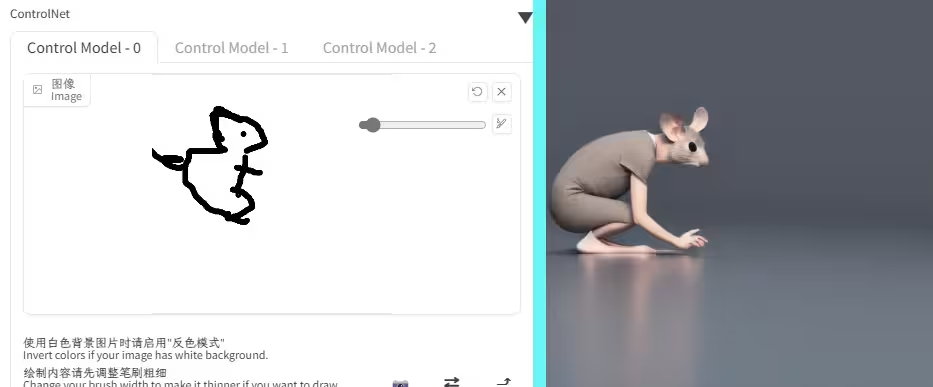 ControlNet
Control Model - 0
Control Model - 1
Control Model - 2
图像
Image
使用白色背景图片时请启用"反色模式"
Invert colors if your image has white background.
绘制内容请先调整笔刷粗细
Change your brush width to make it thinner if you want to draw